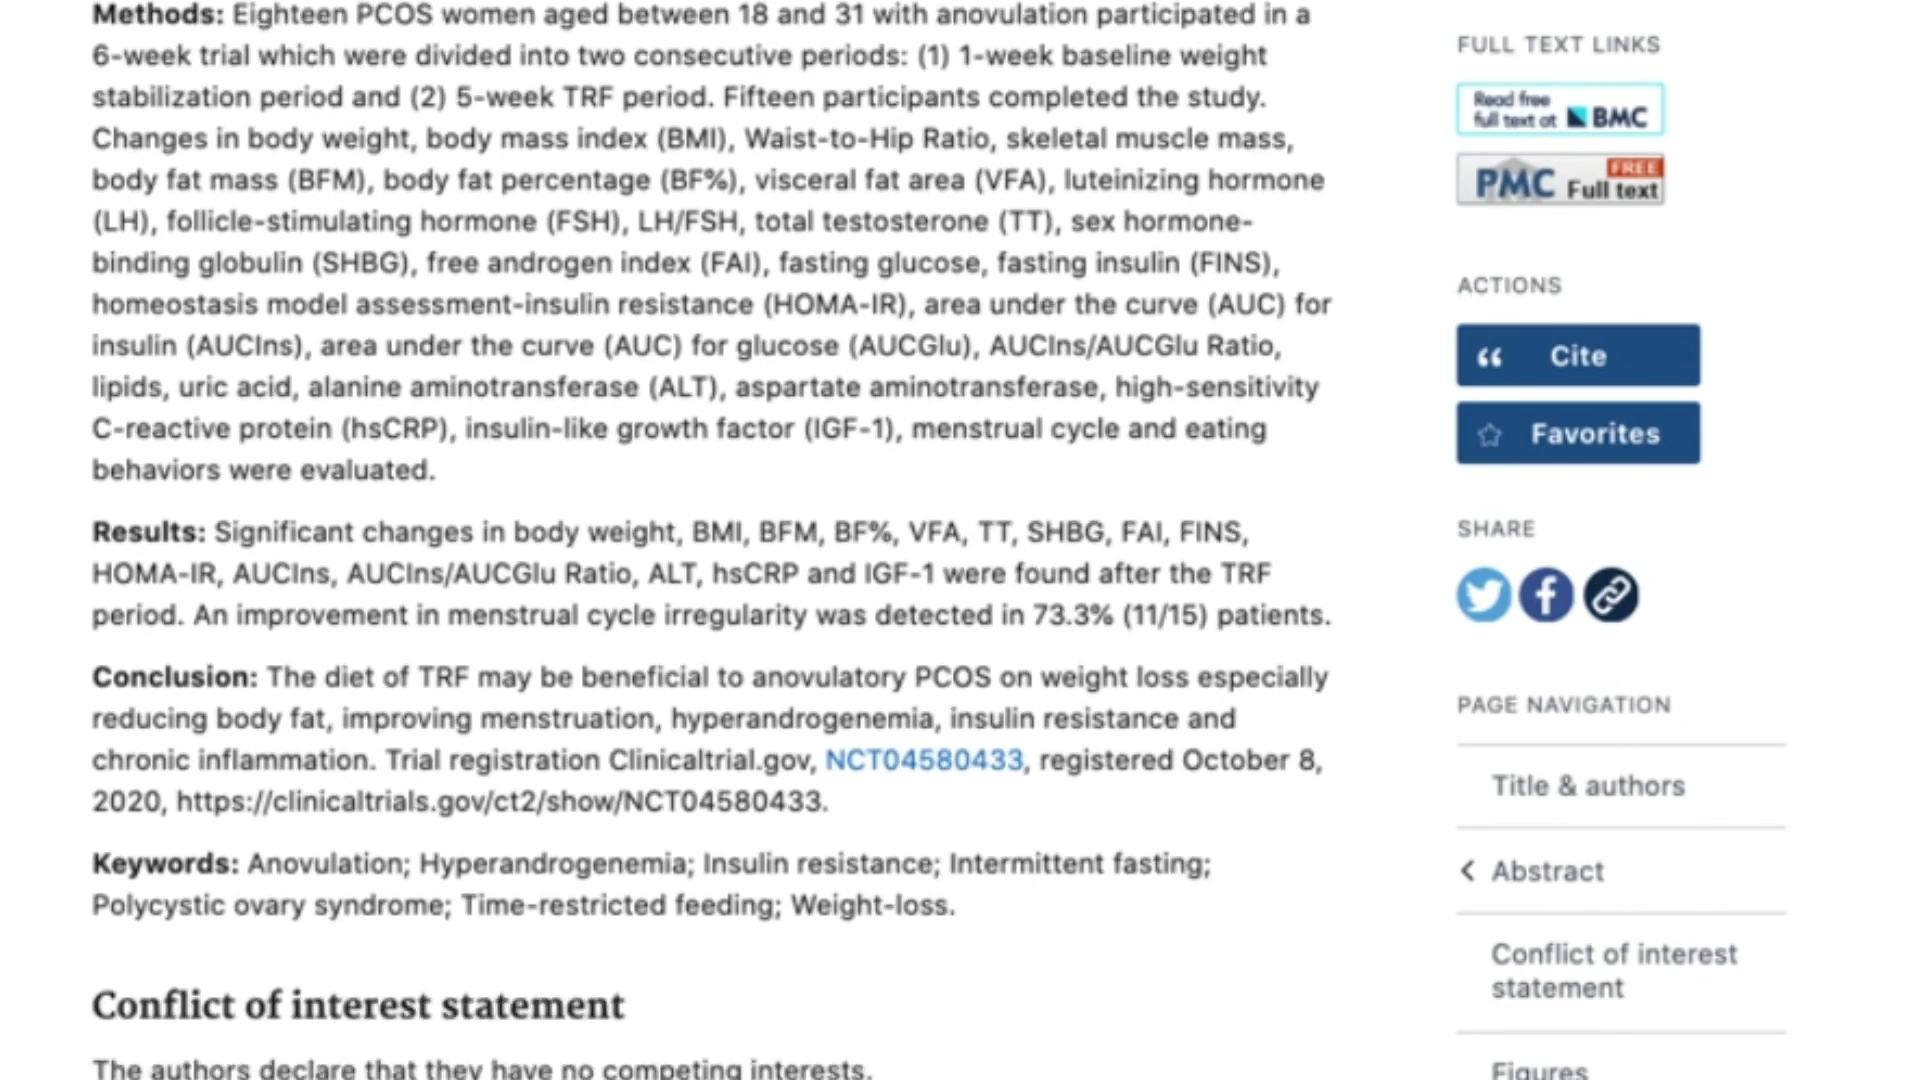 Methods: Eighteen PCOS women aged between 18 and 31 with anovulation participated in a
6-week trial which were divided into two consecutive periods: (1) 1-week baseline weight
stabilization period and (2) 5-week TRF period. Fifteen participants completed the study.
Changes in body weight, body mass index (BMI), Waist-to-Hip Ratio, skeletal muscle mass,
body fat mass (BFM), body fat percentage (BF%), visceral fat area (VFA), luteinizing hormone
(LH), follicle-stimulating hormone (FSH), LH/FSH, total testosterone (TT), sex hormone-
binding globulin (SHBG), free androgen index (FAI), fasting glucose, fasting insulin (FINS),
homeostasis model assessment-insulin resistance (HOMA-IR), area under the curve (AUC) for
insulin (AUCIns), area under the curve (AUC) for glucose (AUCGlu), AUCIns/AUCGlu Ratio,
lipids, uric acid, alanine aminotransferase (ALT), aspartate aminotransferase, high-sensitivity
C-reactive protein (hsCRP), insulin-like growth factor (IGF-1), menstrual cycle and eating
behaviors were evaluated.
Results: Significant changes in body weight, BMI, BFM, BF%, VFA, TT, SHBG, FAI, FINS,
HOMA-IR, AUCIns, AUCIns/AUCGlu Ratio, ALT, hsCRP and IGF-1 were found after the TRF
period. An improvement in menstrual cycle irregularity was detected in 73.3% (11/15) patients.
Conclusion: The diet of TRF may be beneficial to anovulatory PCOS on weight loss especially
reducing body fat, improving menstruation, hyperandrogenemia, insulin resistance and
chronic inflammation. Trial registration Clinicaltrial.gov, NCT04580433, registered October 8,
2020, https://clinicaltrials.gov/ct2/show/NCT04580433.
Keywords: Anovulation; Hyperandrogenemia; Insulin resistance; Intermittent fasting;
Polycystic ovary syndrome; Time-restricted feeding; Weight-loss.
Conflict of interest statement
The authors declare that they have no competing interests.
FULL TEXT LINKS
Read free
full text at BMC
FREE
PMC Full text
ACTIONS
Cite
Favorites
SHARE
PAGE NAVIGATION
Title & authors
Abstract
Conflict of interest
statement
Figures